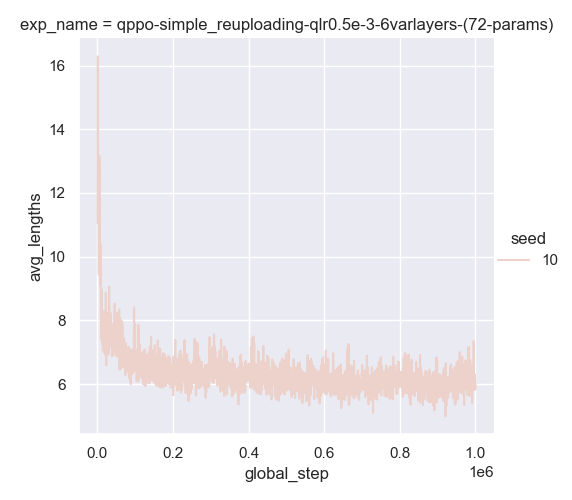 exp_name = qppo-simple_reuploading-qlr0.5e-3-6varlayers-(72-params)
16
14
12
10
8
6
avg_lengths
0.0 0.2 0.4 0.6 0.8 1.0
1e6
global_step
seed
10